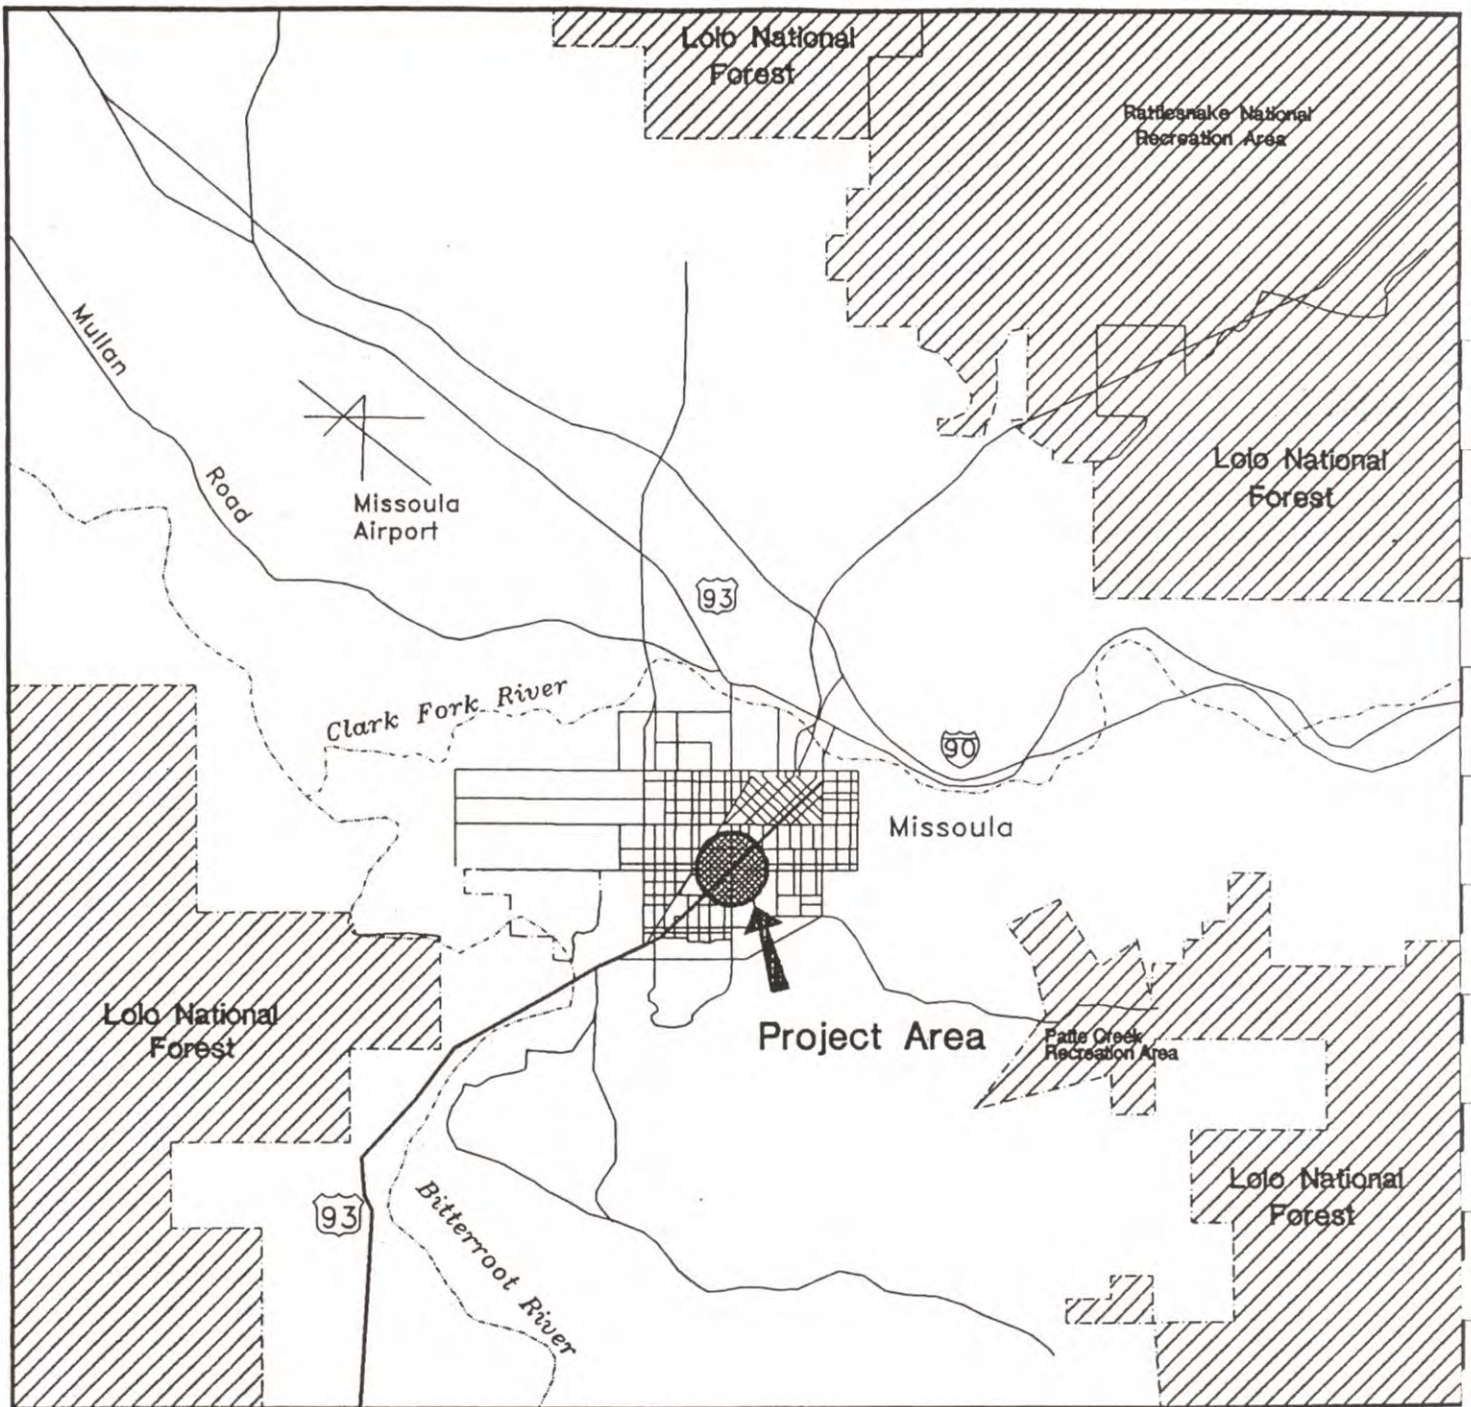 Lolo National
Forest
Rattlesnake National
Recreation Area
Mullan
Road
Missoula
Airport
Lolo National
Forest
93
Clark Fork River
90
Missoula
Lolo National
Forest
Project Area
Patte Creek
Recreation Area
Lolo National
Forest
93
Bitterroot River